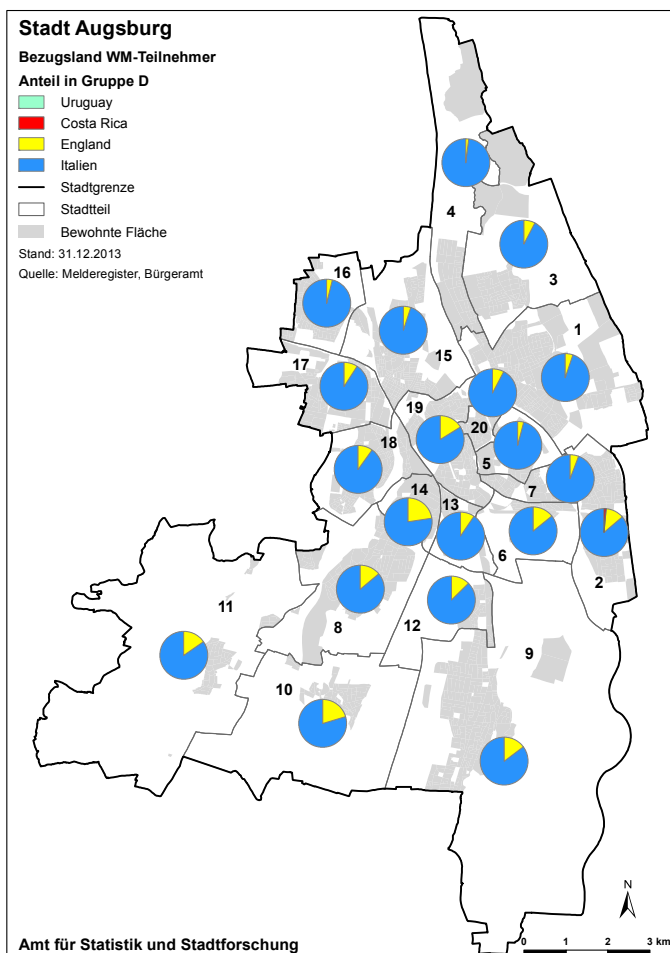 Stadt Augsburg
Bezugsland WM-Teilnehmer
Anteil in Gruppe D
Uruguay
Costa Rica
England
Italien
Stadtgrenze
Stadtteil
Bewohnte Fläche
Stand: 31.12.2013
Quelle: Melderegister, Bürgeramt
4
3
16
1
15
17
19
20
18
5
7
14
13
6
2
11
8
12
9
10
N
0 1 2 3 km
Amt für Statistik und Stadtforschung